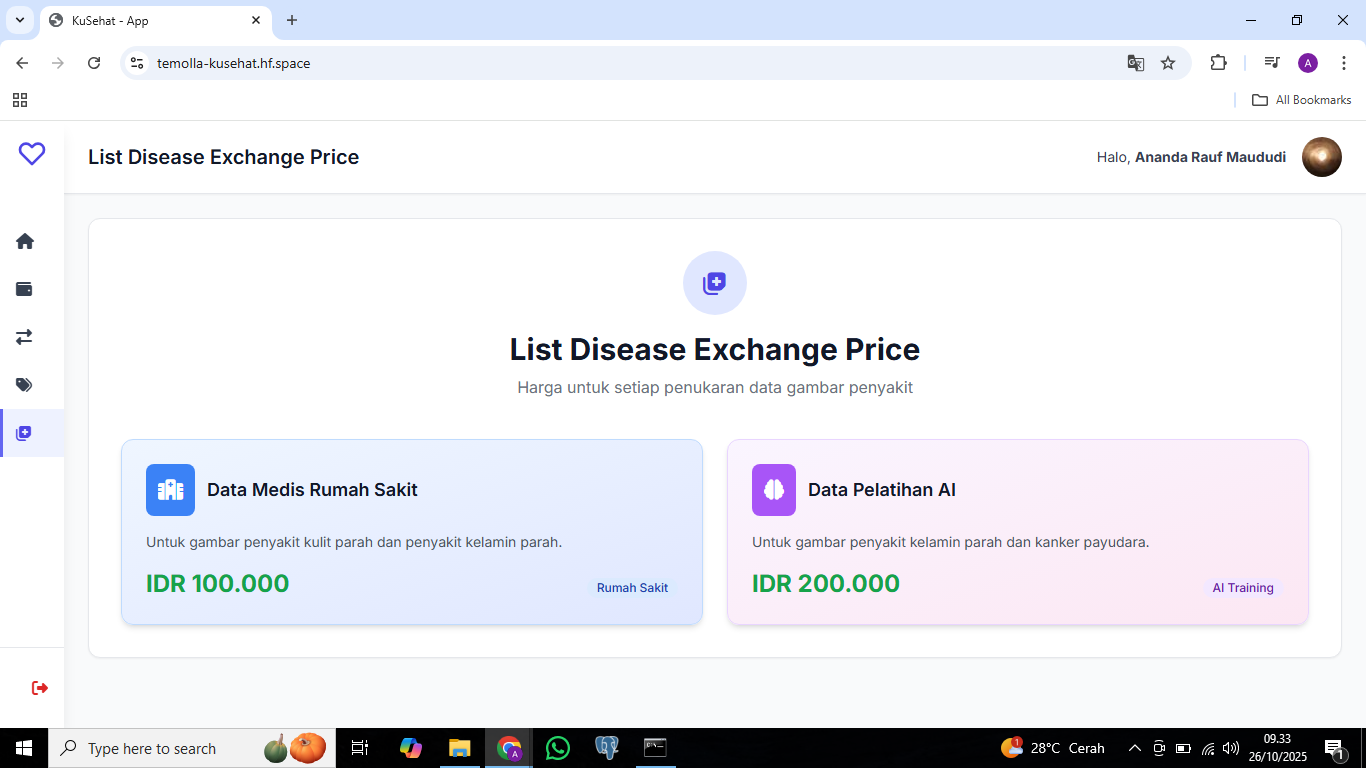 KuSehat - App
temolla-kusehat.hf.space
A
All Bookmarks
List Disease Exchange Price
Halo, Ananda Rauf Maududi
List Disease Exchange Price
Harga untuk setiap penukaran data gambar penyakit
Data Medis Rumah Sakit
Untuk gambar penyakit kulit parah dan penyakit kelamin parah.
IDR 100.000
Rumah Sakit
Data Pelatihan AI
Untuk gambar penyakit kelamin parah dan kanker payudara.
IDR 200.000
AI Training
Type here to search
A
1
28°C Cerah
09.33
26/10/2025
1